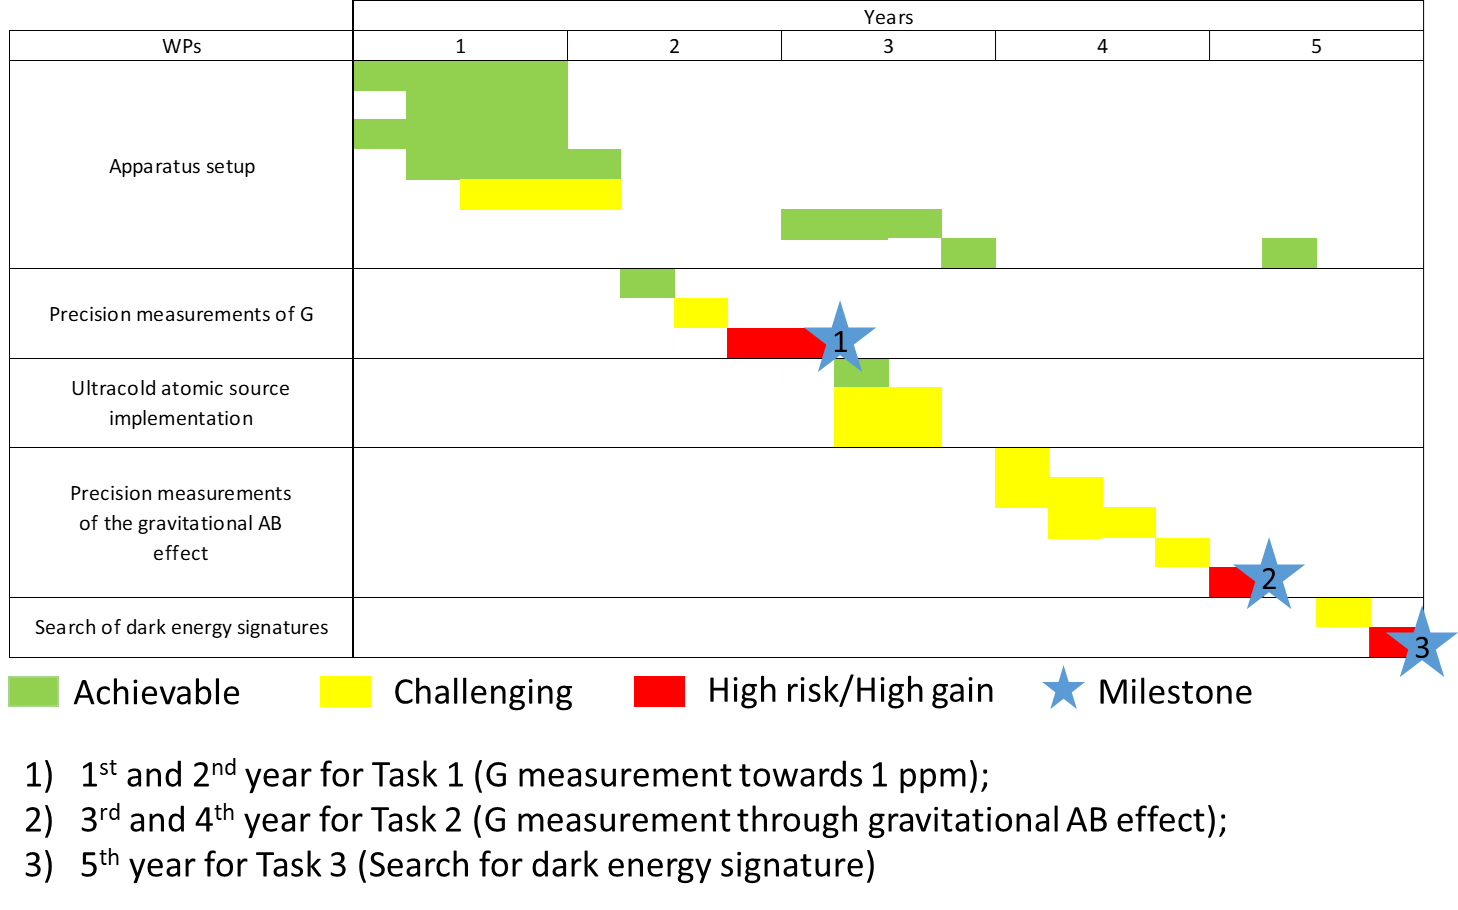 Years
WPs 1 2 3 4 5
Apparatus setup
Precision measurements of G
1
Ultracold atomic source
implementation
Precision measurements
of the gravitational AB
effect
2
Search of dark energy signatures
3
Achievable Challenging High risk/High gain Milestone
1) 1st and 2nd year for Task 1 (G measurement towards 1 ppm);
2) 3rd and 4th year for Task 2 (G measurement through gravitational AB effect);
3) 5th year for Task 3 (Search for dark energy signature)